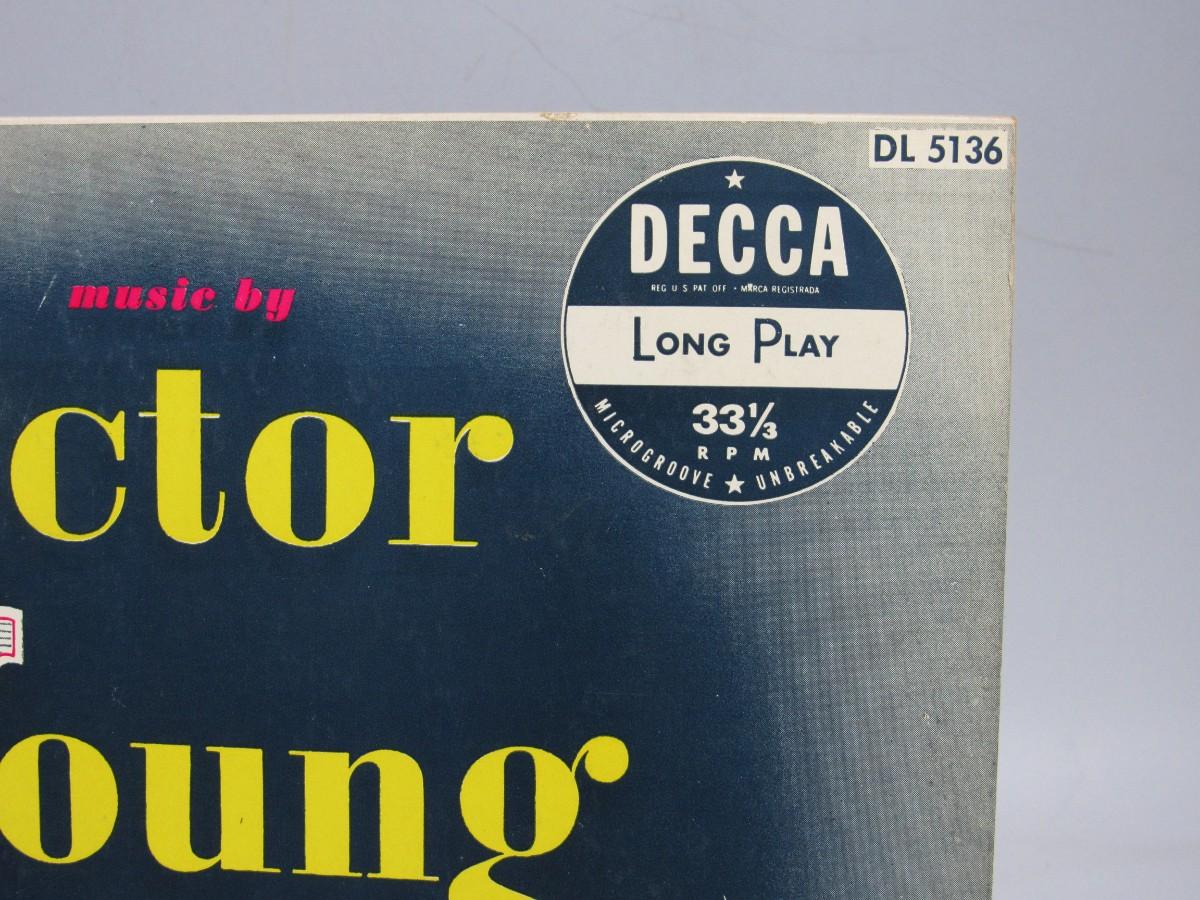 DL 5136
DECCA
REG U S PAT OFF • MARCA REGISTRADA
LONG PLAY
33⅓
RPM
MICROGROOVE ★ UNBREAKABLE
music by
ctor
oung